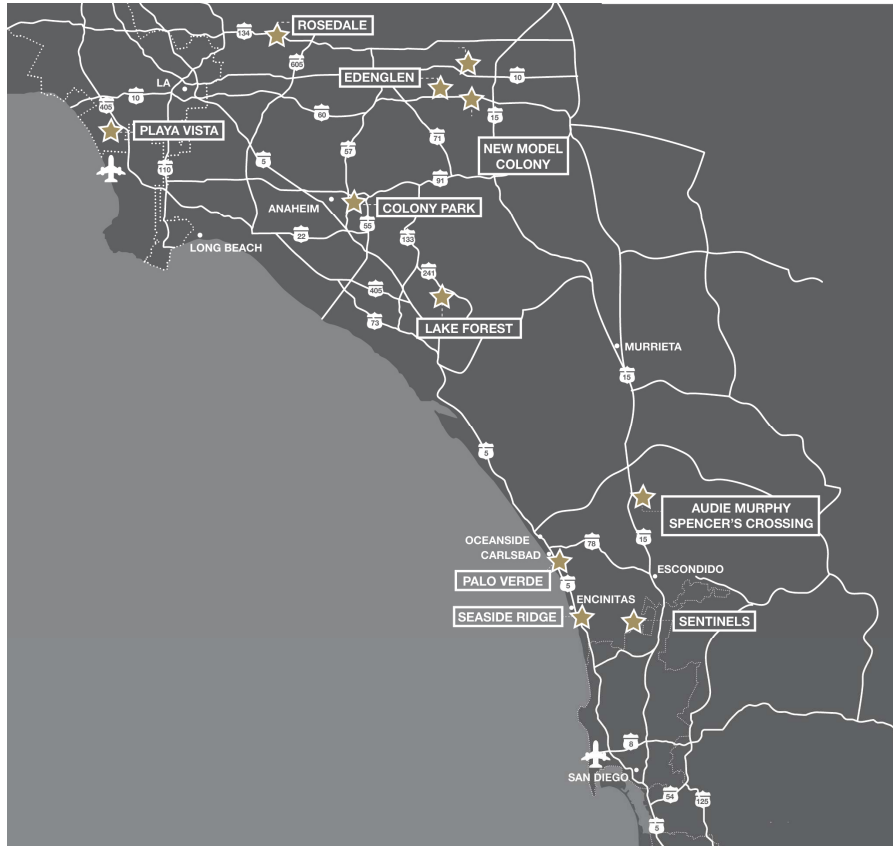 ROSEDALE
134
605
EDENGLEN
10
LA
10
405
60
15
PLAYA VISTA
71
NEW MODEL
COLONY
57
5
110
91
ANAHEIM
COLONY PARK
55
22
133
LONG BEACH
241
405
73
LAKE FOREST
MURRIETA
15
5
AUDIE MURPHY
SPENCER'S CROSSING
OCEANSIDE
78
15
CARLSBAD
PALO VERDE
5
ESCONDIDO
ENCINITAS
SEASIDE RIDGE
SENTINELS
8
SAN DIEGO
54
125
5